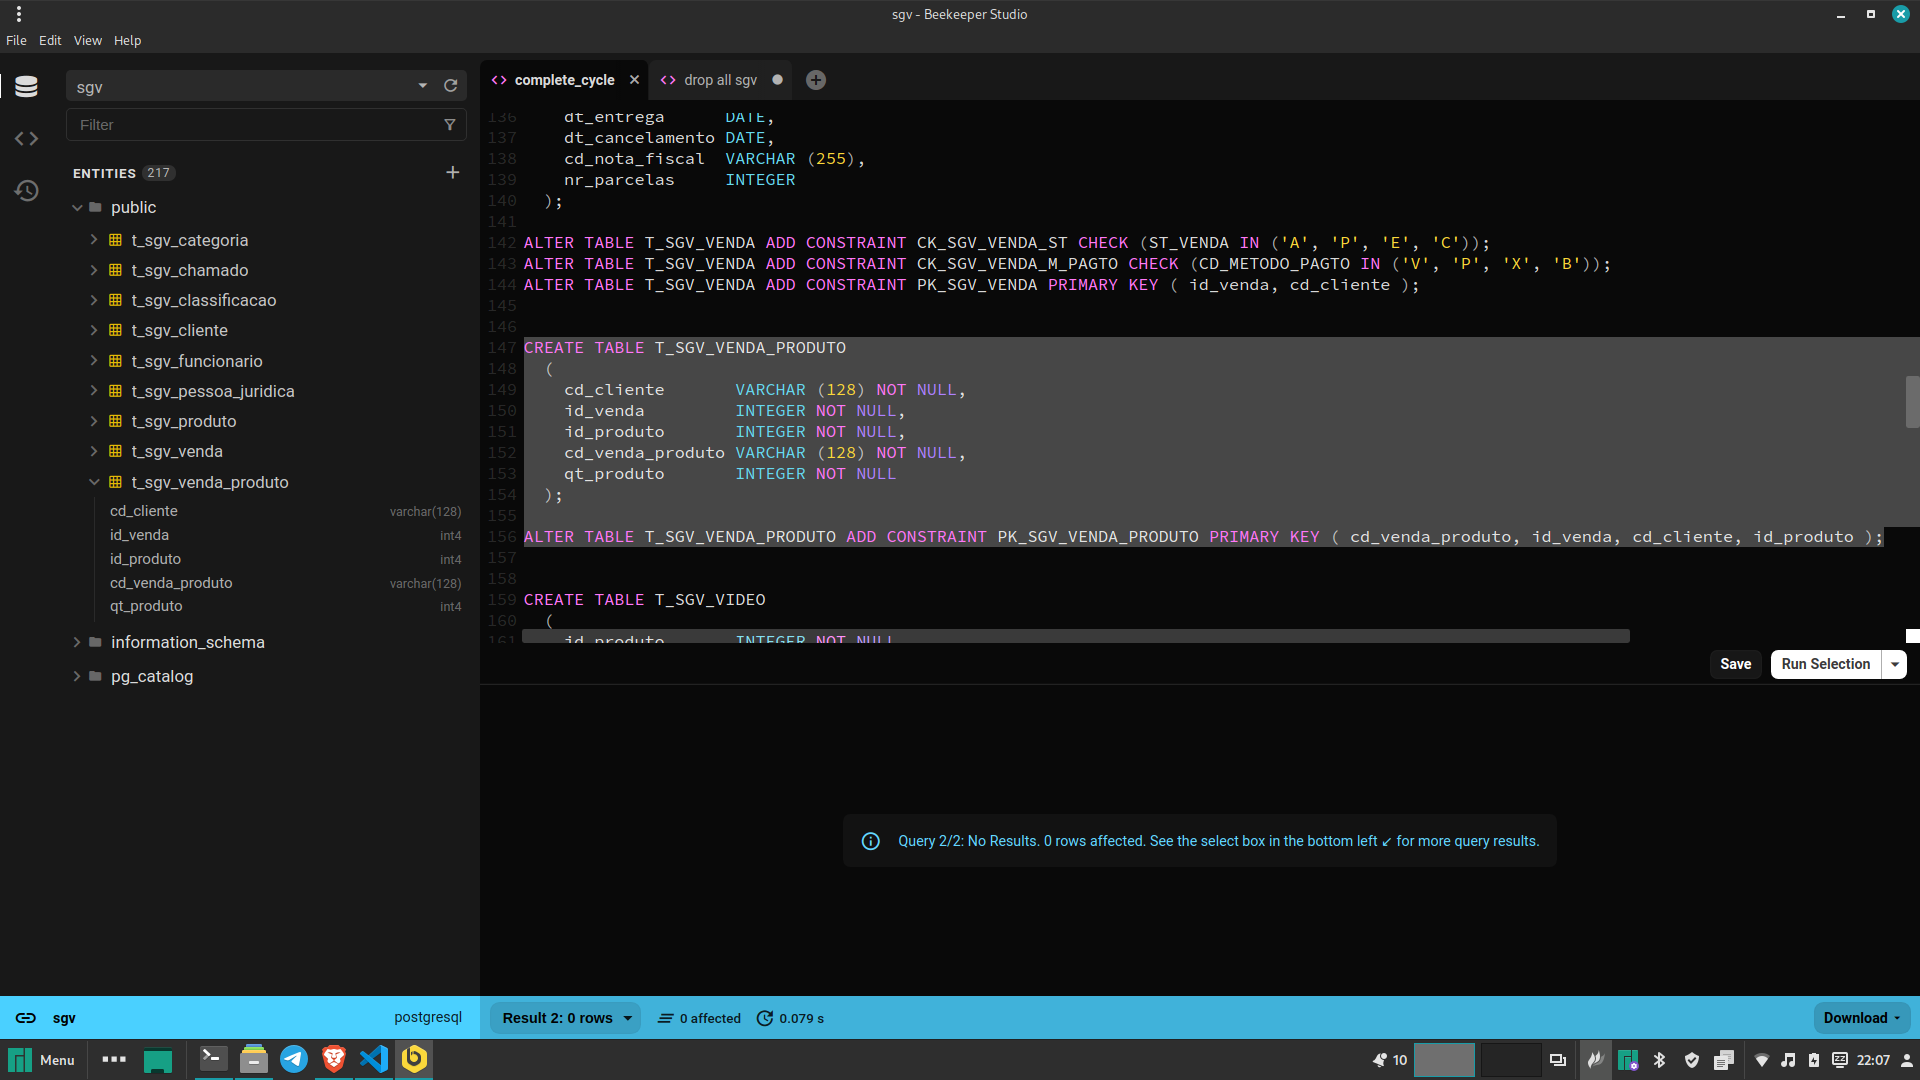 sgv - Beekeeper Studio
File Edit View Help
sgv
Filter
ENTITIES 217
public
t_sgv_categoria
t_sgv_chamado
t_sgv_classificacao
t_sgv_cliente
t_sgv_funcionario
t_sgv_pessoa_juridica
t_sgv_produto
t_sgv_venda
t_sgv_venda_produto
cd_cliente varchar(128)
id_venda int4
id_produto int4
cd_venda_produto varchar(128)
qt_produto int4
information_schema
pg_catalog
complete_cycle
drop all sgv
136 dt_entrega DATE,
137 dt_cancelamento DATE,
138 cd_nota_fiscal VARCHAR (255),
139 nr_parcelas INTEGER
140 );
141
142 ALTER TABLE T_SGV_VENDA ADD CONSTRAINT CK_SGV_VENDA_ST CHECK (ST_VENDA IN ('A', 'P', 'E', 'C'));
143 ALTER TABLE T_SGV_VENDA ADD CONSTRAINT CK_SGV_VENDA_M_PAGTO CHECK (CD_METODO_PAGTO IN ('V', 'P', 'X', 'B'));
144 ALTER TABLE T_SGV_VENDA ADD CONSTRAINT PK_SGV_VENDA PRIMARY KEY ( id_venda, cd_cliente );
145
146
147 CREATE TABLE T_SGV_VENDA_PRODUTO
148 (
149 cd_cliente VARCHAR (128) NOT NULL,
150 id_venda INTEGER NOT NULL,
151 id_produto INTEGER NOT NULL,
152 cd_venda_produto VARCHAR (128) NOT NULL,
153 qt_produto INTEGER NOT NULL
154 );
155
156 ALTER TABLE T_SGV_VENDA_PRODUTO ADD CONSTRAINT PK_SGV_VENDA_PRODUTO PRIMARY KEY ( cd_venda_produto, id_venda, cd_cliente, id_produto );
157
158
159 CREATE TABLE T_SGV_VIDEO
160 (
161 id_produto INTEGER NOT NULL
Save
Run Selection
Query 2/2: No Results. 0 rows affected. See the select box in the bottom left ↙ for more query results.
sgv postgresql
Result 2: 0 rows
0 affected
0.079 s
Download
Menu
10
22:07